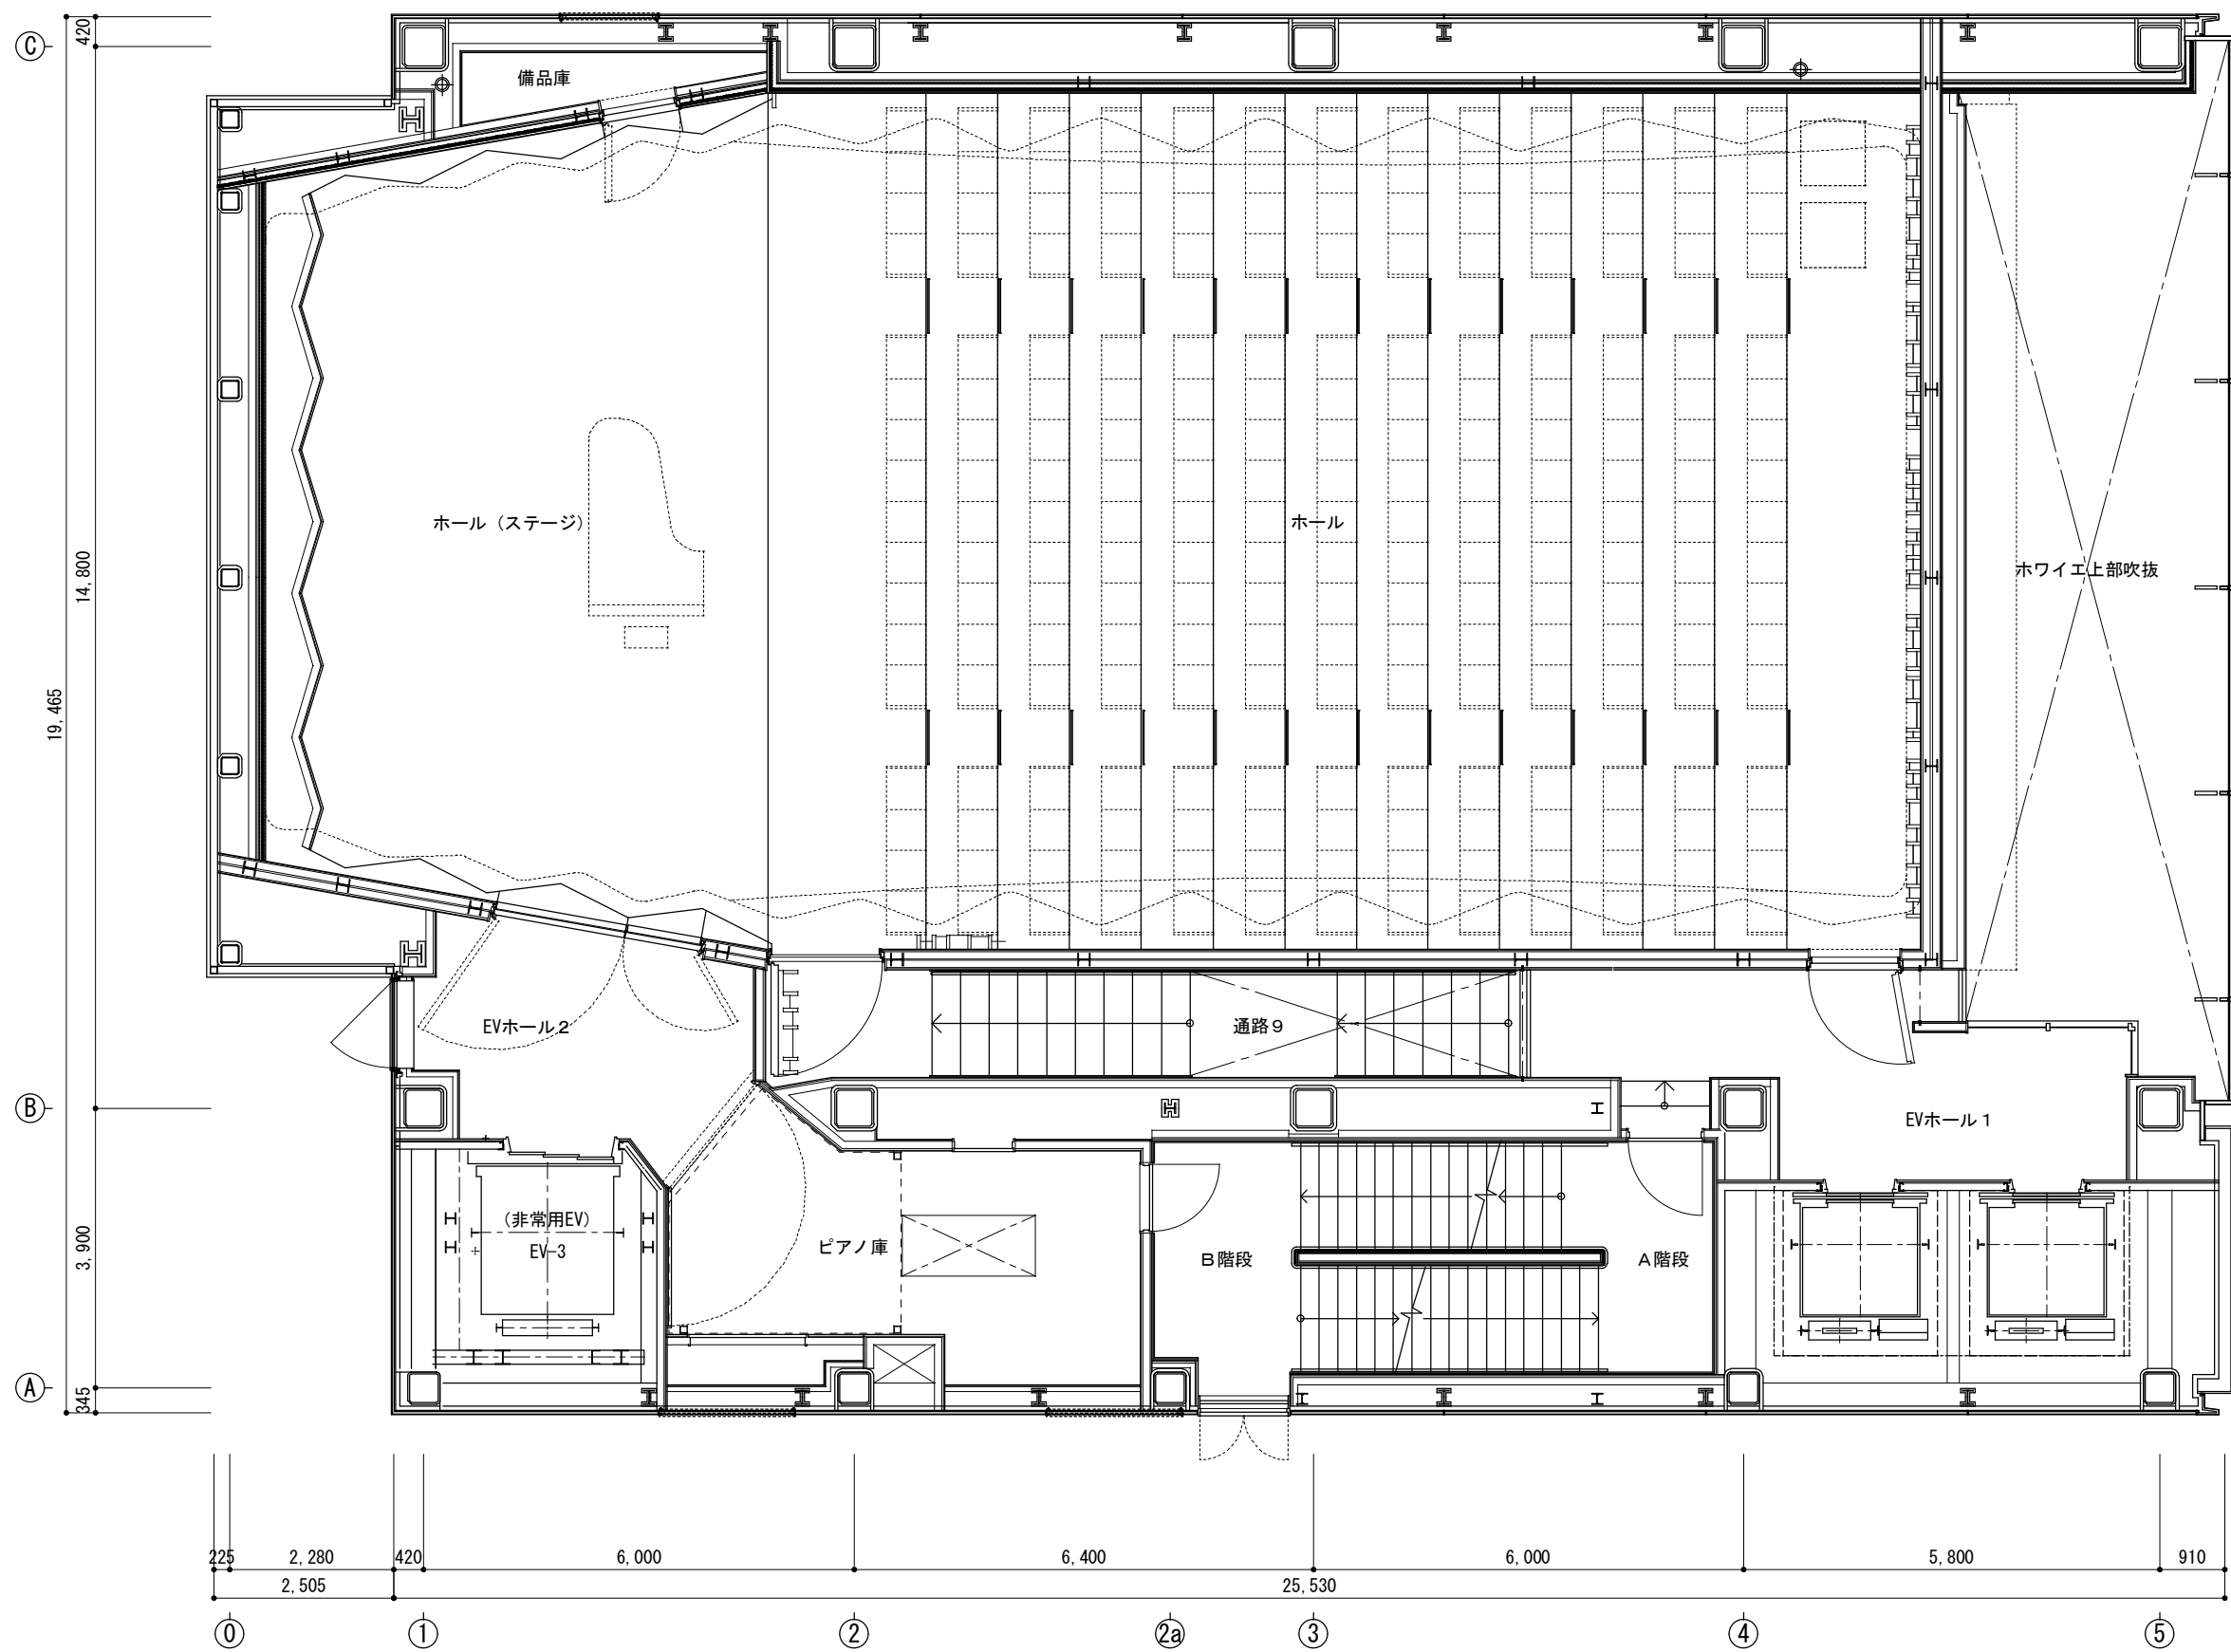 C
420
備品庫
ホール（ステージ）
ホール
ホワイエ上部吹抜
14,800
19,465
EVホール２
通路９
B
EVホール１
（非常用EV）
EV-3
ピアノ庫
Ｂ階段
Ａ階段
3,900
A
345
225
2,280
420
6,000
6,400
6,000
5,800
910
2,505
25,530
0
1
2
2a
3
4
5